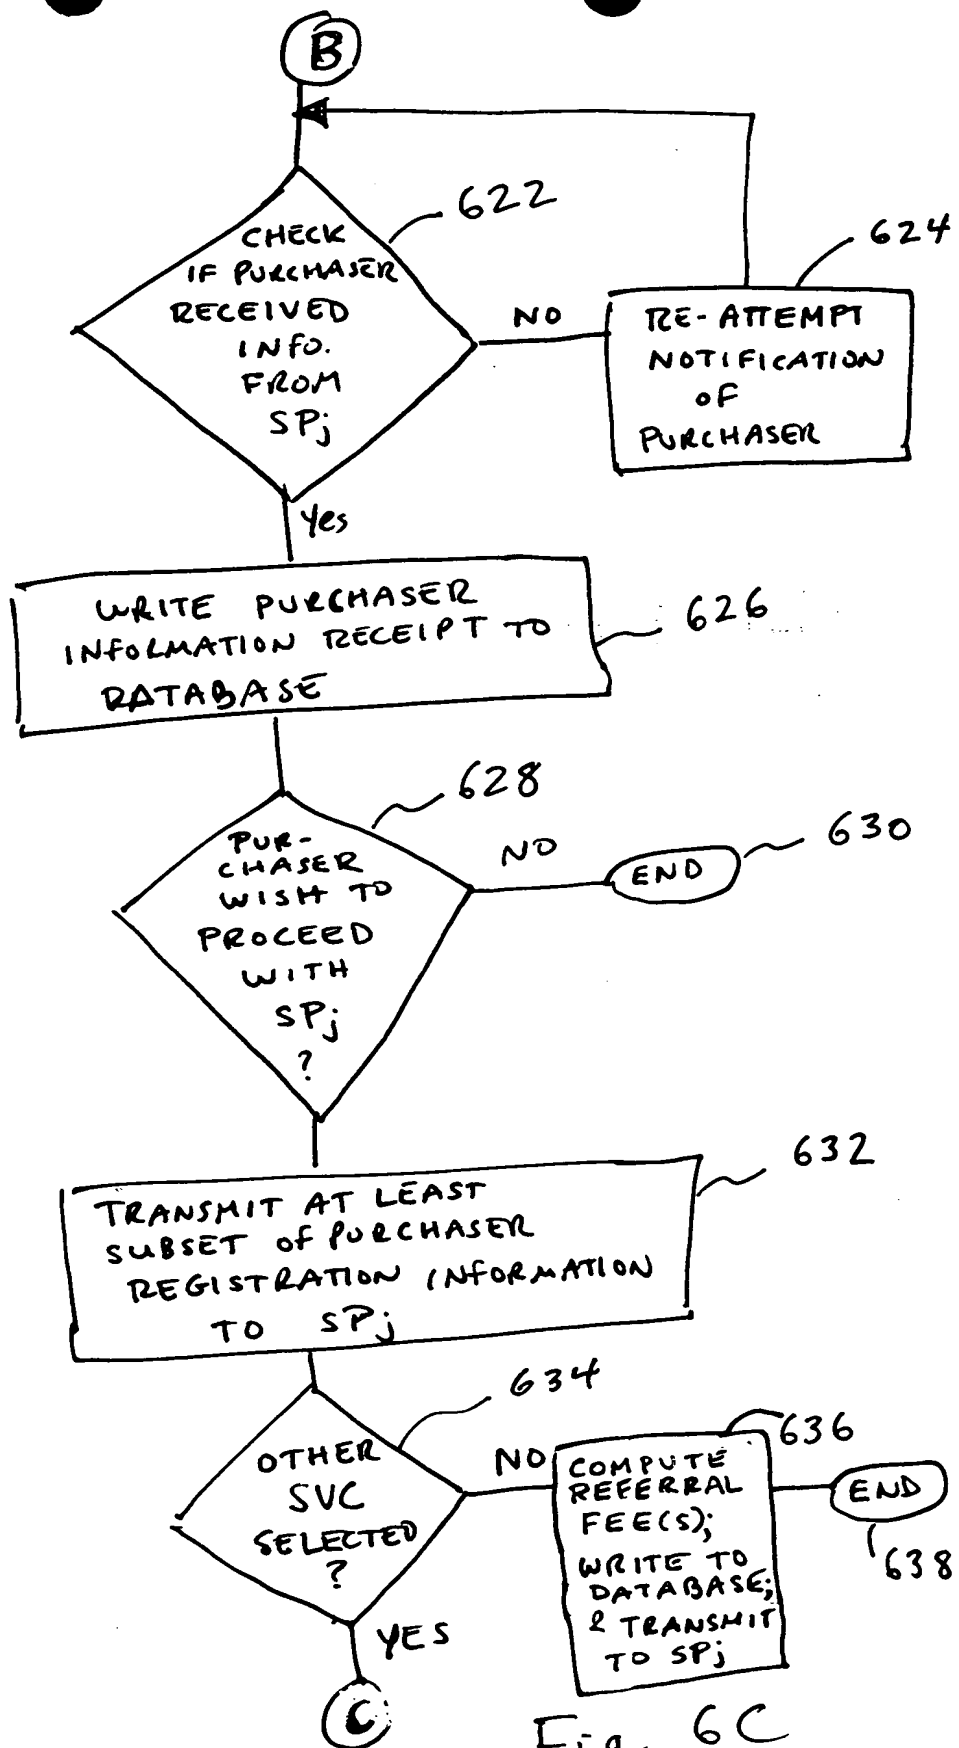 B
622
CHECK
IF PURCHASER
RECEIVED
INFO.
FROM
SPj
NO
624
RE-ATTEMPT
NOTIFICATION
OF
PURCHASER
Yes
WRITE PURCHASER
INFORMATION RECEIPT TO
DATABASE
626
628
PUR-
CHASER
WISH TO
PROCEED
WITH
SPj
?
NO
END
630
632
TRANSMIT AT LEAST
SUBSET OF PURCHASER
REGISTRATION INFORMATION
TO SPj
634
OTHER
SVC
SELECTED
?
NO
636
COMPUTE
REFERRAL
FEE(S);
WRITE TO
DATABASE;
& TRANSMIT
TO SPj
END
638
YES
C
Fig. 6C